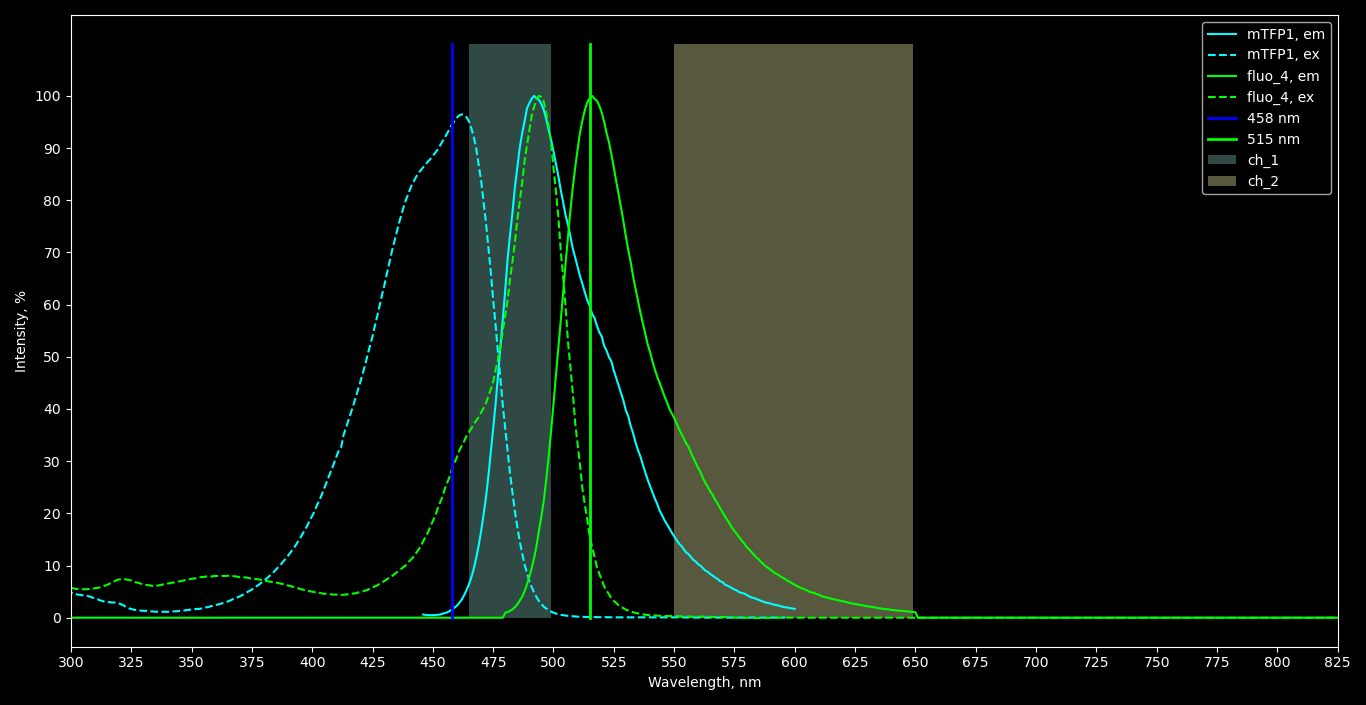 mTFP1, em
mTFP1, ex
fluo_4, em
fluo_4, ex
458 nm
515 nm
ch_1
ch_2
Intensity, %
100
90
80
70
60
50
40
30
20
10
0
300 325 350 375 400 425 450 475 500 525 550 575 600 625 650 675 700 725 750 775 800 825
Wavelength, nm